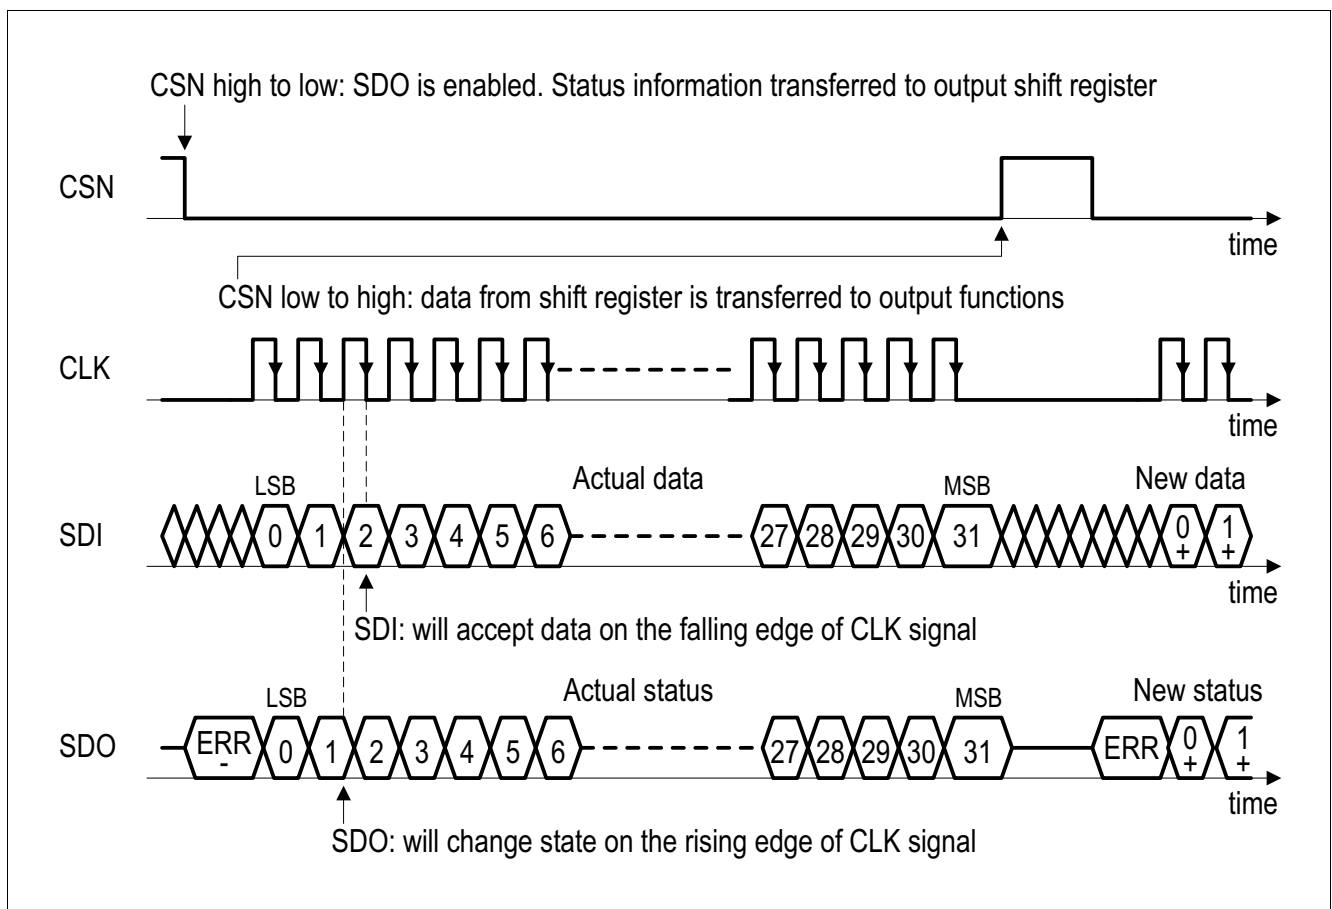 CSN high to low: SDO is enabled. Status information transferred to output shift register
CSN
time
CSN low to high: data from shift register is transferred to output functions
CLK
time
LSB Actual data MSB New data
SDI 0 1 2 3 4 5 6 27 28 29 30 31 0+ 1+
time
SDI: will accept data on the falling edge of CLK signal
LSB Actual status MSB New status
SDO ERR- 0 1 2 3 4 5 6 27 28 29 30 31 ERR 0+ 1+
time
SDO: will change state on the rising edge of CLK signal